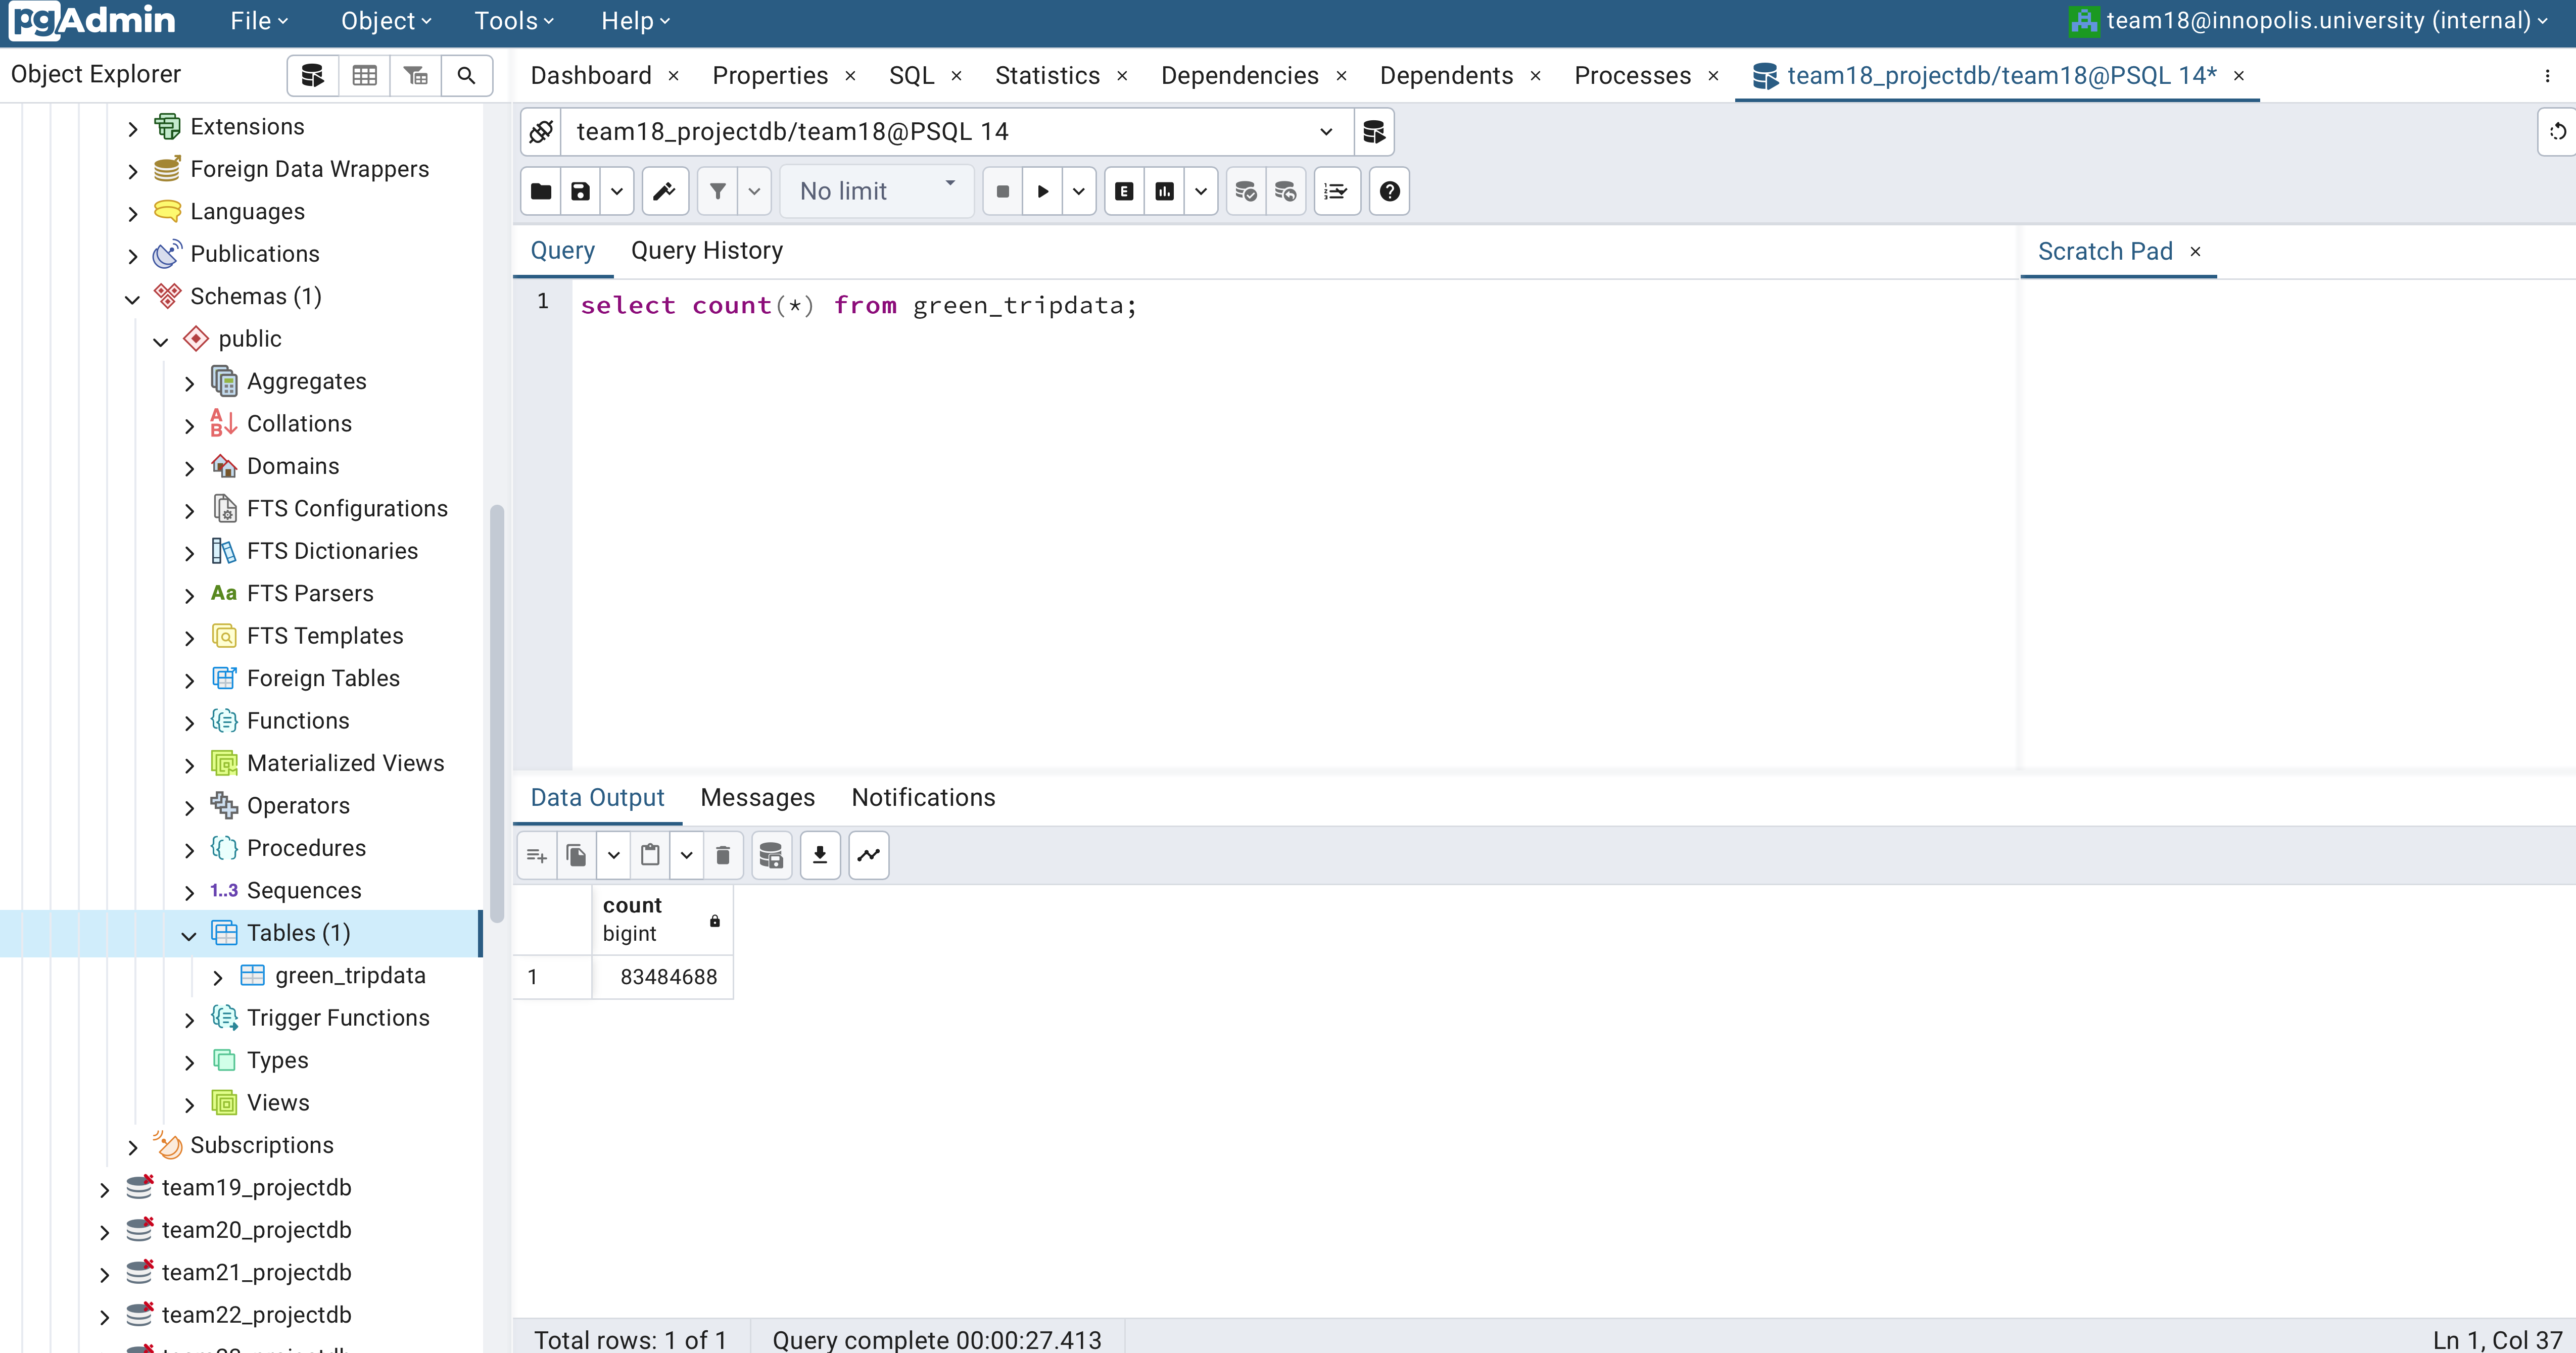 pgAdmin File Object Tools Help team18@innopolis.university (internal)
Object Explorer
Dashboard Properties SQL Statistics Dependencies Dependents Processes team18_projectdb/team18@PSQL 14*
Extensions
Foreign Data Wrappers
Languages
Publications
Schemas (1)
public
Aggregates
Collations
Domains
FTS Configurations
FTS Dictionaries
Aa FTS Parsers
FTS Templates
Foreign Tables
Functions
Materialized Views
Operators
Procedures
1..3 Sequences
Tables (1)
green_tripdata
Trigger Functions
Types
Views
Subscriptions
team19_projectdb
team20_projectdb
team21_projectdb
team22_projectdb
team18_projectdb/team18@PSQL 14
No limit
Query Query History Scratch Pad
1 select count(*) from green_tripdata;
Data Output Messages Notifications
count
bigint
1 83484688
Total rows: 1 of 1 Query complete 00:00:27.413 Ln 1, Col 37